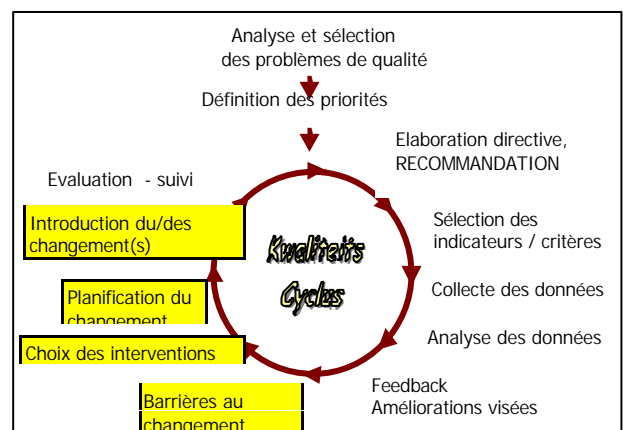 Analyse et sélection
des problèmes de qualité
Définition des priorités
Elaboration directive,
RECOMMANDATION
Sélection des
indicateurs / critères
Collecte des données
Analyse des données
Feedback
Améliorations visées
Barrières au
changement
Choix des interventions
Planification du
changement
Introduction du/des
changement(s)
Evaluation - suivi
Kwaliteits
Cyclus